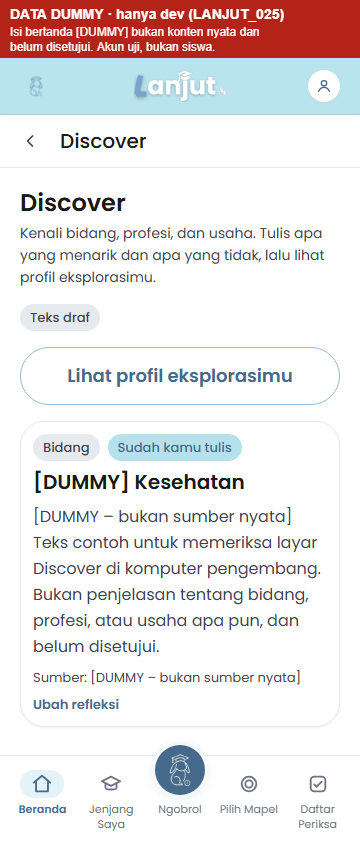 DATA DUMMY - hanya dev (LANJUT_025)
Isi bertanda [DUMMY] bukan konten nyata dan
belum disetujui. Akun uji, bukan siswa.
Lanjut
Discover
Discover
Kenali bidang, profesi, dan usaha. Tulis apa
yang menarik dan apa yang tidak, lalu lihat
profil eksplorasimu.
Teks draf
Lihat profil eksplorasimu
Bidang
Sudah kamu tulis
[DUMMY] Kesehatan
[DUMMY – bukan sumber nyata]
Teks contoh untuk memeriksa layar
Discover di komputer pengembang.
Bukan penjelasan tentang bidang,
profesi, atau usaha apa pun, dan
belum disetujui.
Sumber: [DUMMY – bukan sumber nyata]
Ubah refleksi
Beranda
Jenjang
Saya
Ngobrol
Pilih Mapel
Daftar
Periksa